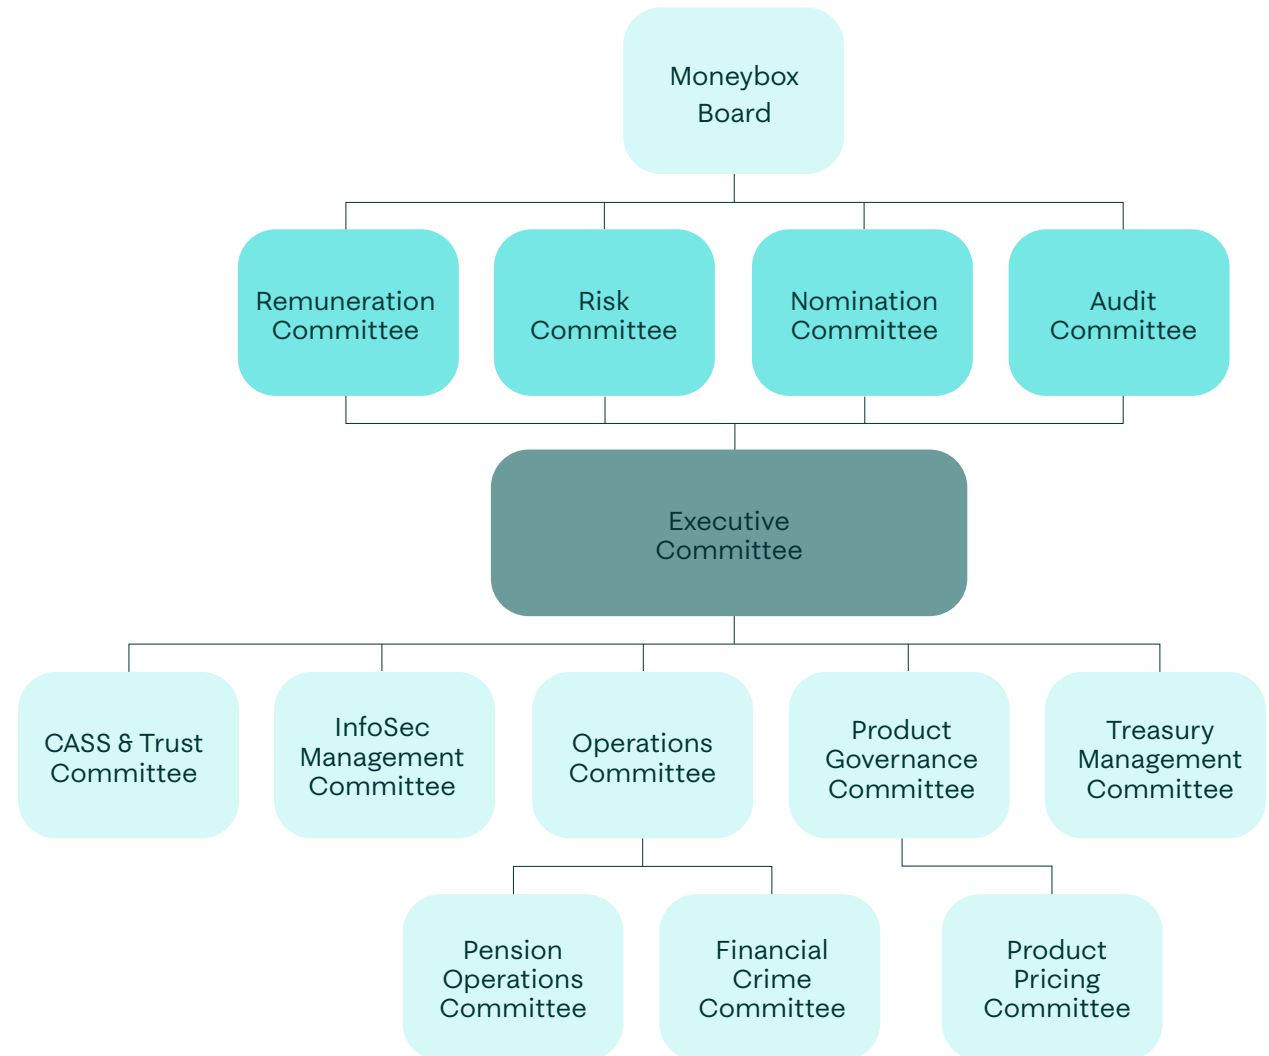 Moneybox
Board
Remuneration
Committee
Risk
Committee
Nomination
Committee
Audit
Committee
Executive
Committee
CASS & Trust
Committee
InfoSec
Management
Committee
Operations
Committee
Product
Governance
Committee
Treasury
Management
Committee
Pension
Operations
Committee
Financial
Crime
Committee
Product
Pricing
Committee